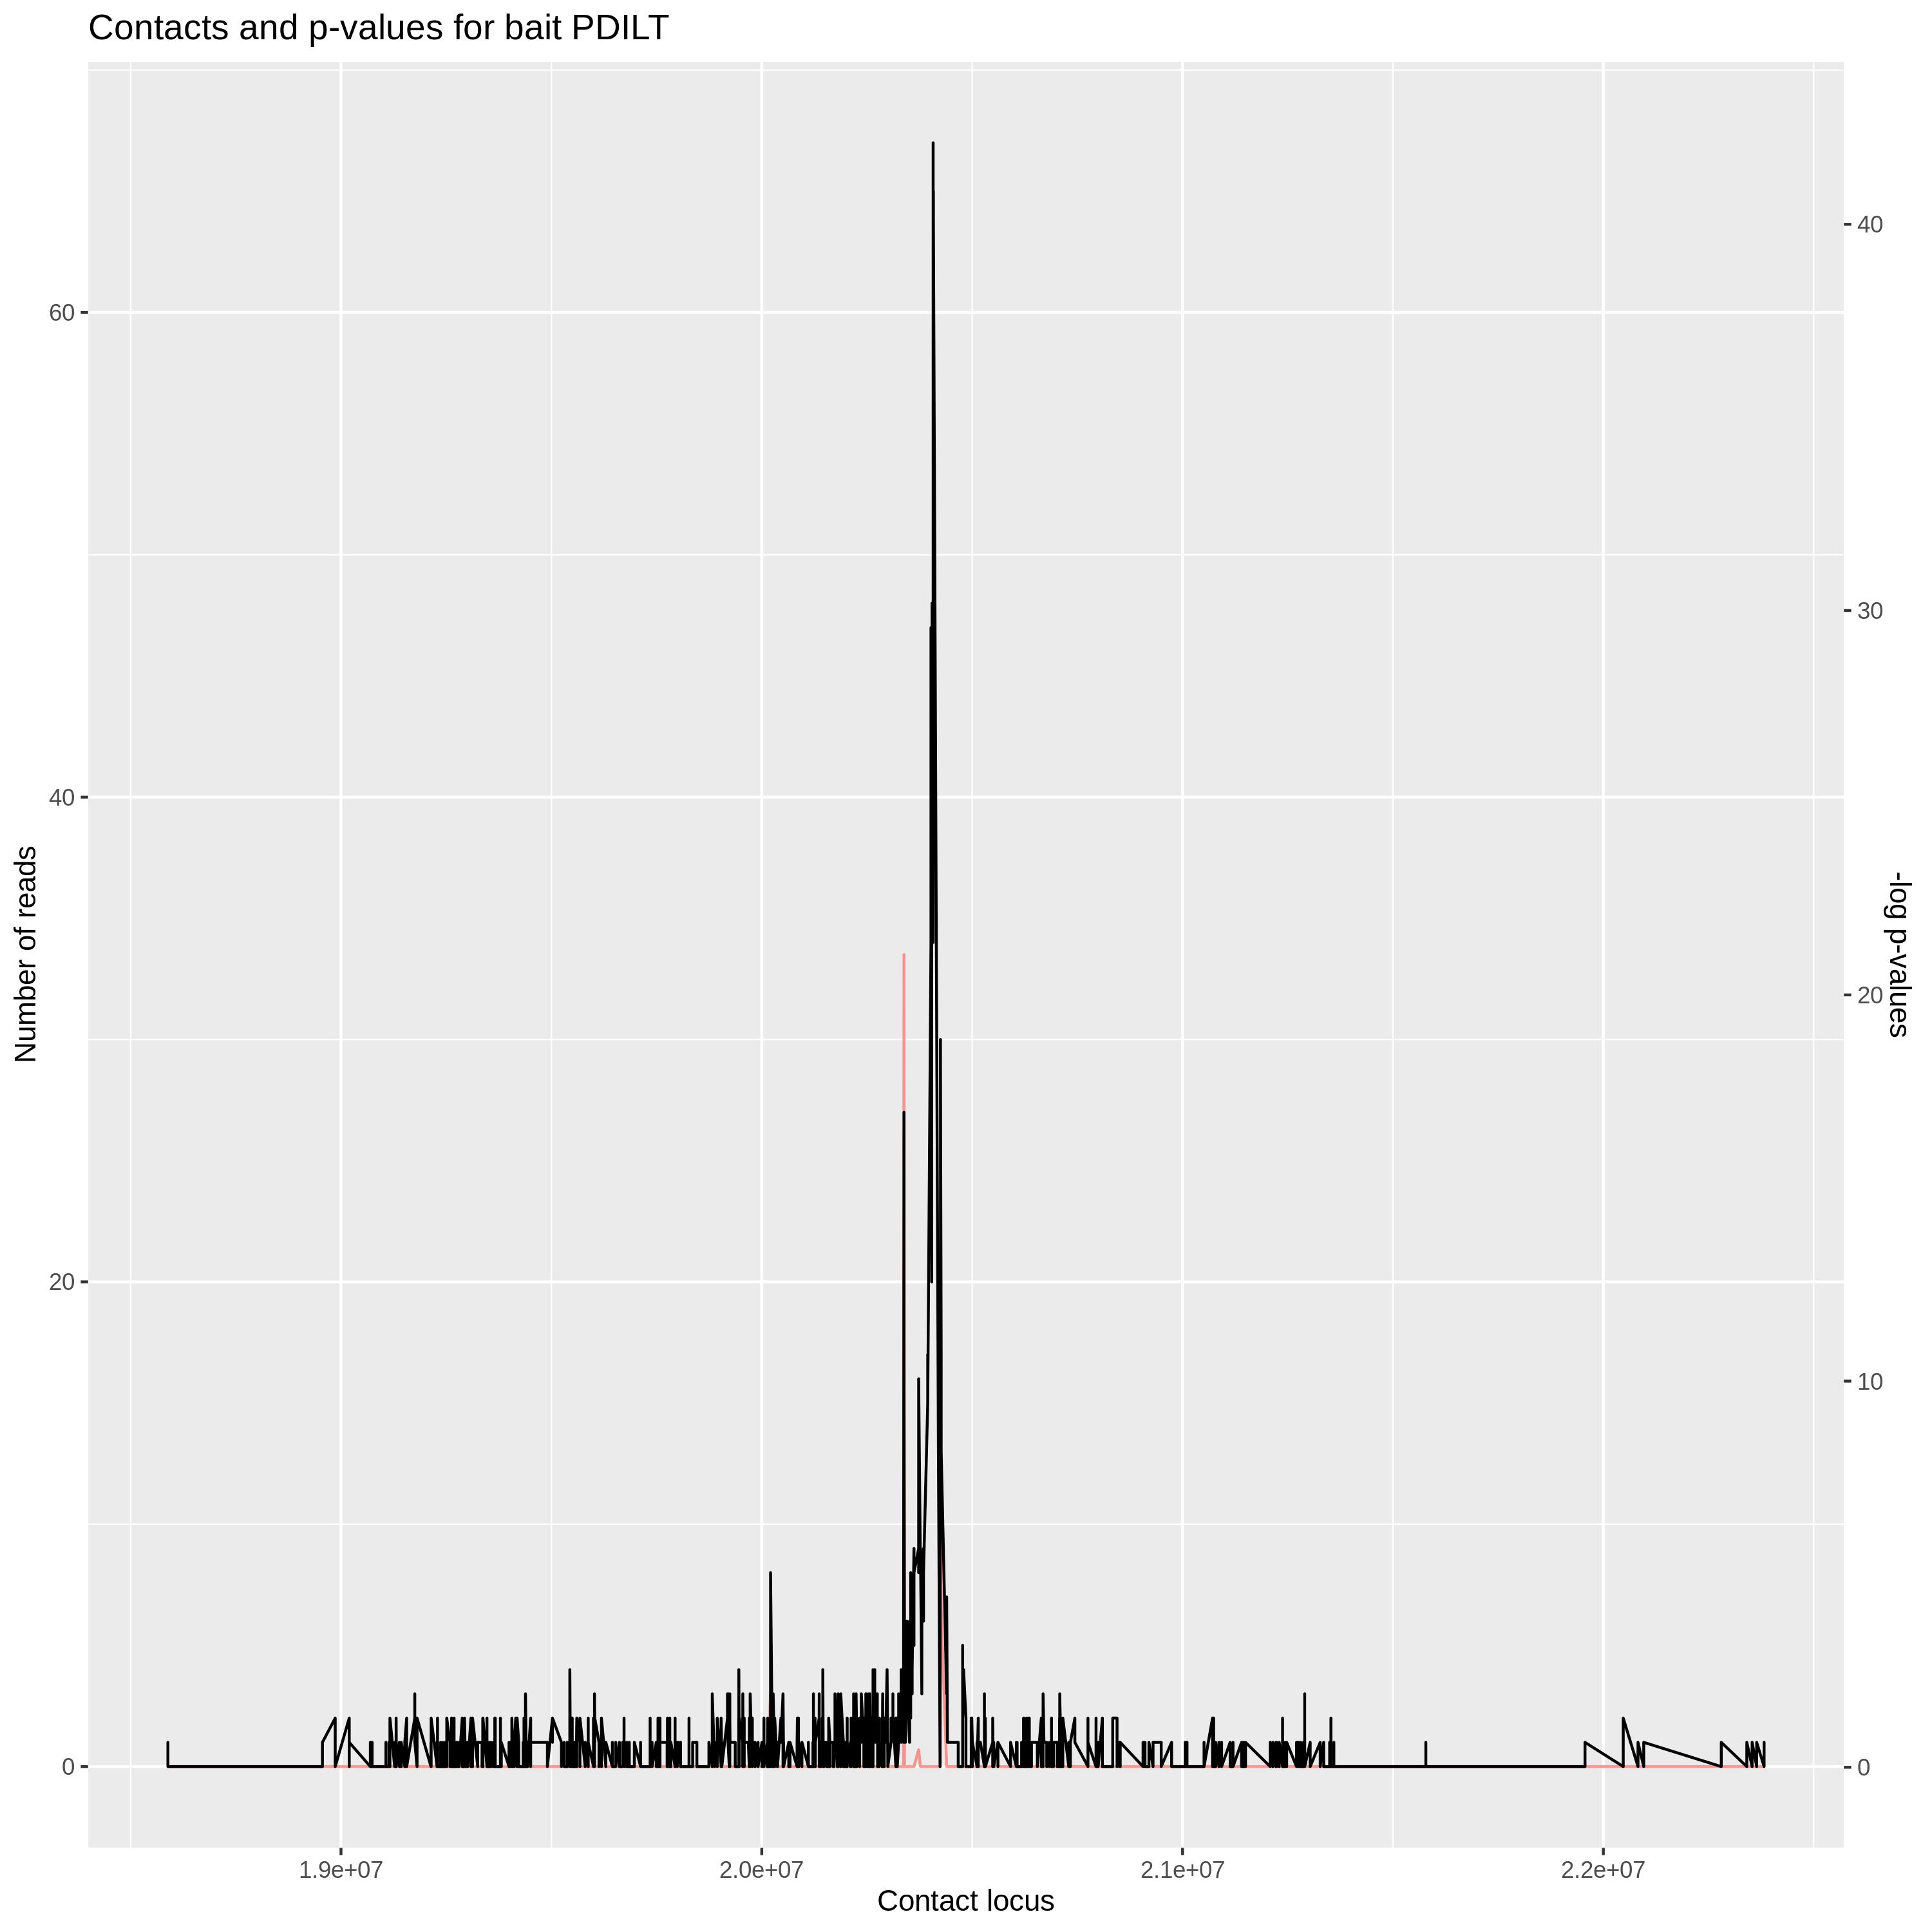 Contacts and p-values for bait PDILT
60
40
20
0
Number of reads
40
30
20
10
0
-log p-values
1.9e+07 2.0e+07 2.1e+07 2.2e+07
Contact locus